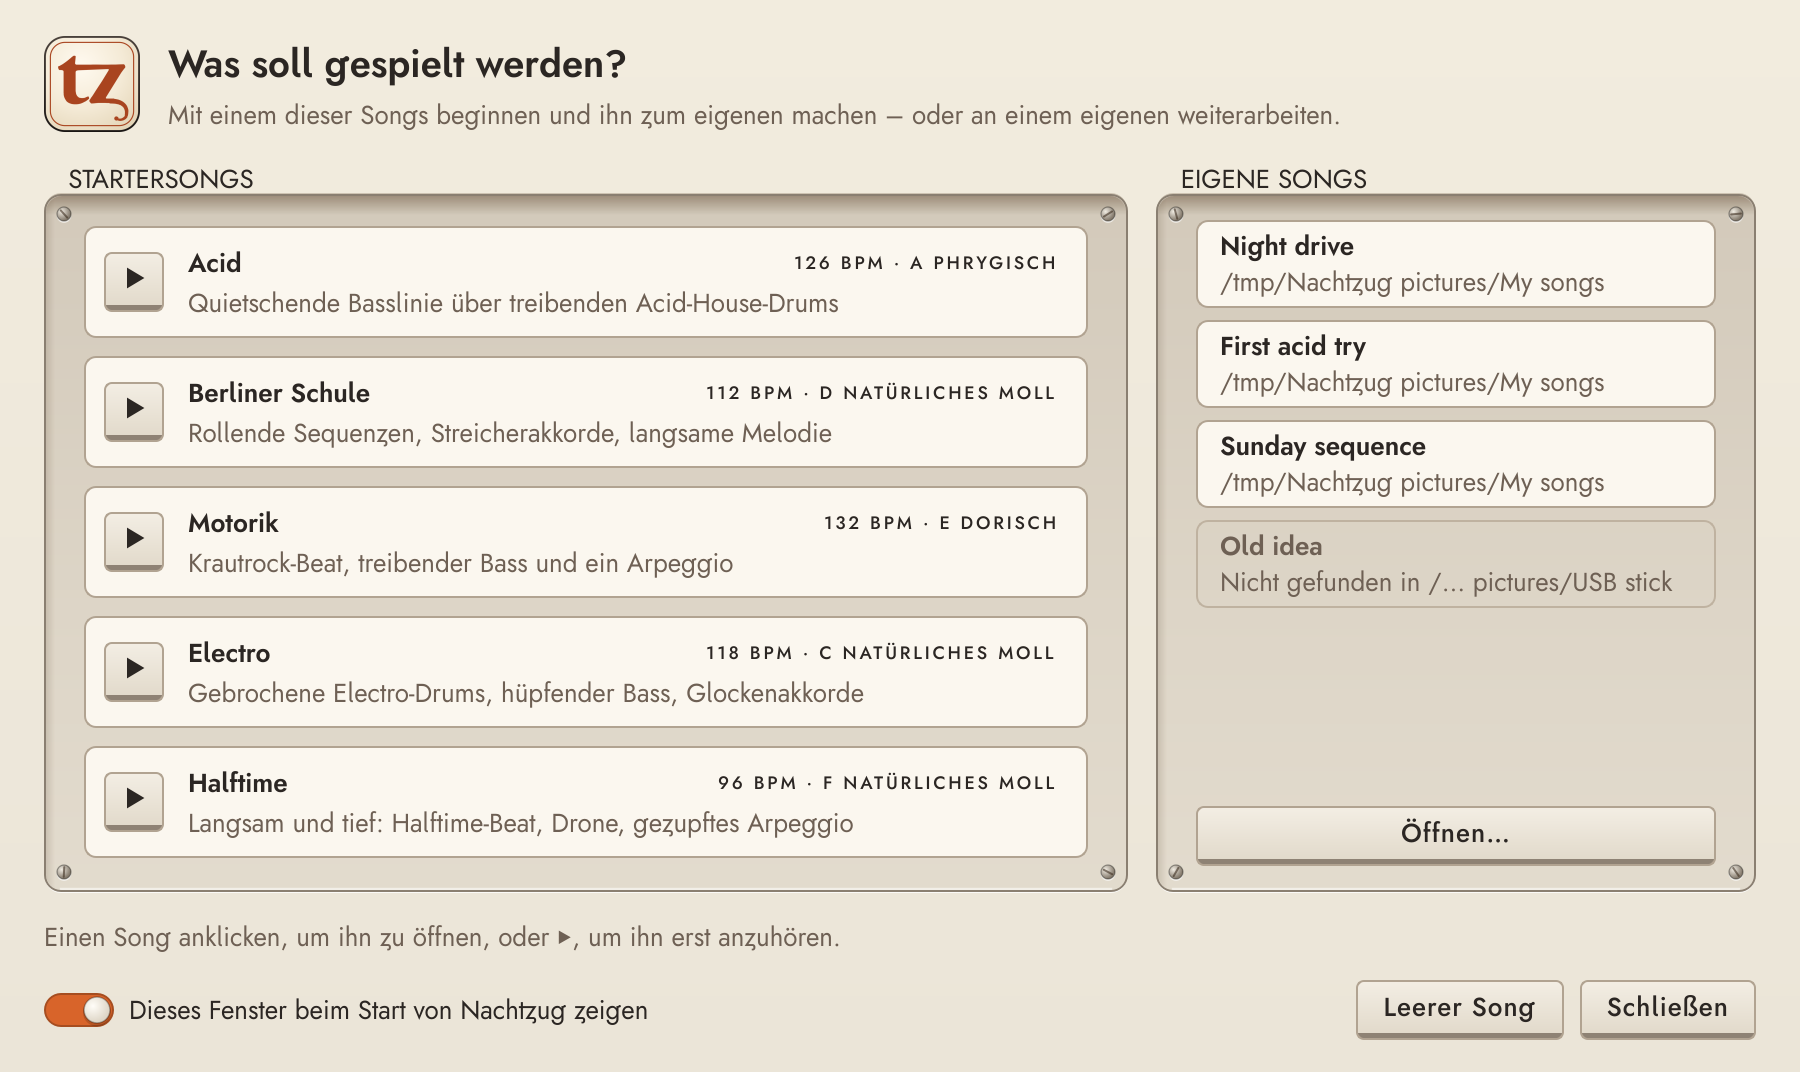 tz
Was soll gespielt werden?
Mit einem dieser Songs beginnen und ihn zum eigenen machen – oder an einem eigenen weiterarbeiten.
STARTERSONGS
Acid
126 BPM · A PHRYGISCH
Quietschende Basslinie über treibenden Acid-House-Drums
Berliner Schule
112 BPM · D NATÜRLICHES MOLL
Rollende Sequenzen, Streicherakkorde, langsame Melodie
Motorik
132 BPM · E DORISCH
Krautrock-Beat, treibender Bass und ein Arpeggio
Electro
118 BPM · C NATÜRLICHES MOLL
Gebrochene Electro-Drums, hüpfender Bass, Glockenakkorde
Halftime
96 BPM · F NATÜRLICHES MOLL
Langsam und tief: Halftime-Beat, Drone, gezupftes Arpeggio
EIGENE SONGS
Night drive
/tmp/Nachtzug pictures/My songs
First acid try
/tmp/Nachtzug pictures/My songs
Sunday sequence
/tmp/Nachtzug pictures/My songs
Old idea
Nicht gefunden in /… pictures/USB stick
Öffnen…
Einen Song anklicken, um ihn zu öffnen, oder ▶, um ihn erst anzuhören.
Dieses Fenster beim Start von Nachtzug zeigen
Leerer Song
Schließen